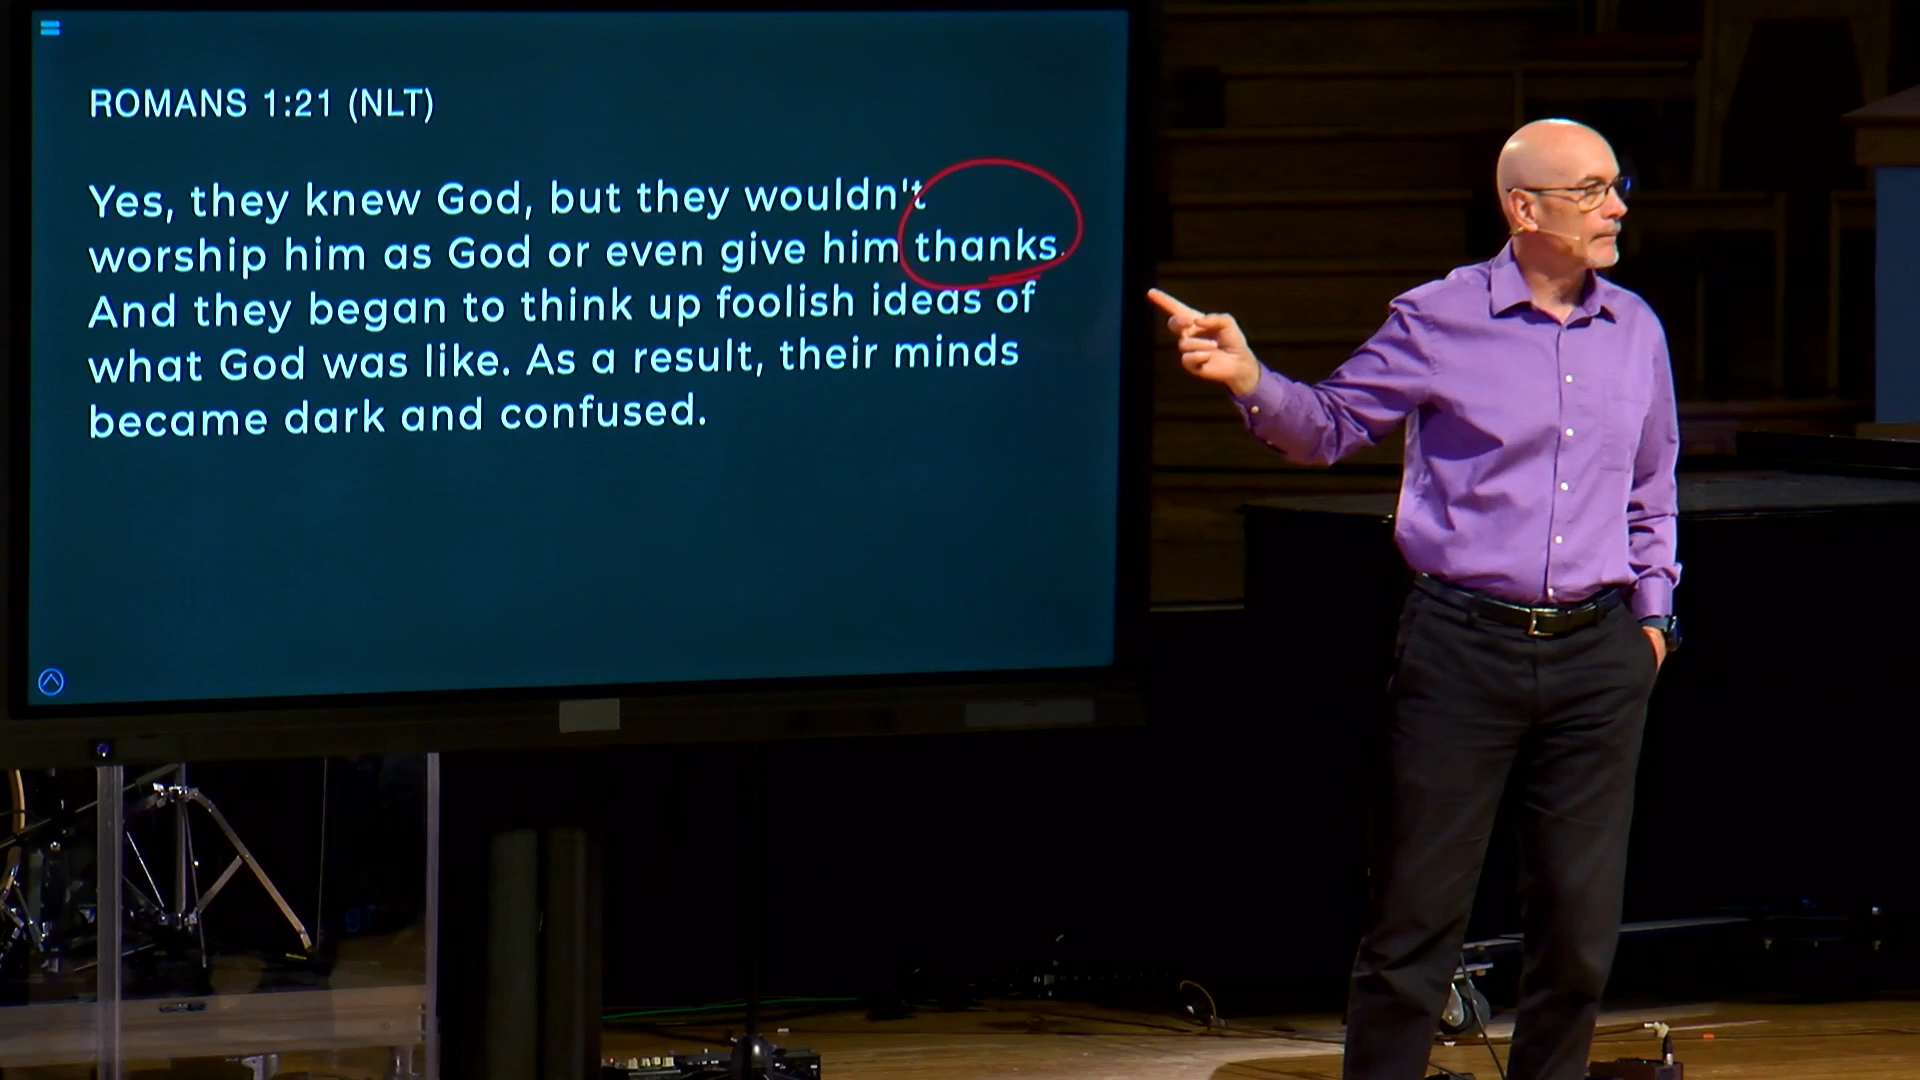 ROMANS 1:21 (NLT)
Yes, they knew God, but they wouldn't
worship him as God or even give him thanks.
And they began to think up foolish ideas of
what God was like. As a result, their minds
became dark and confused.